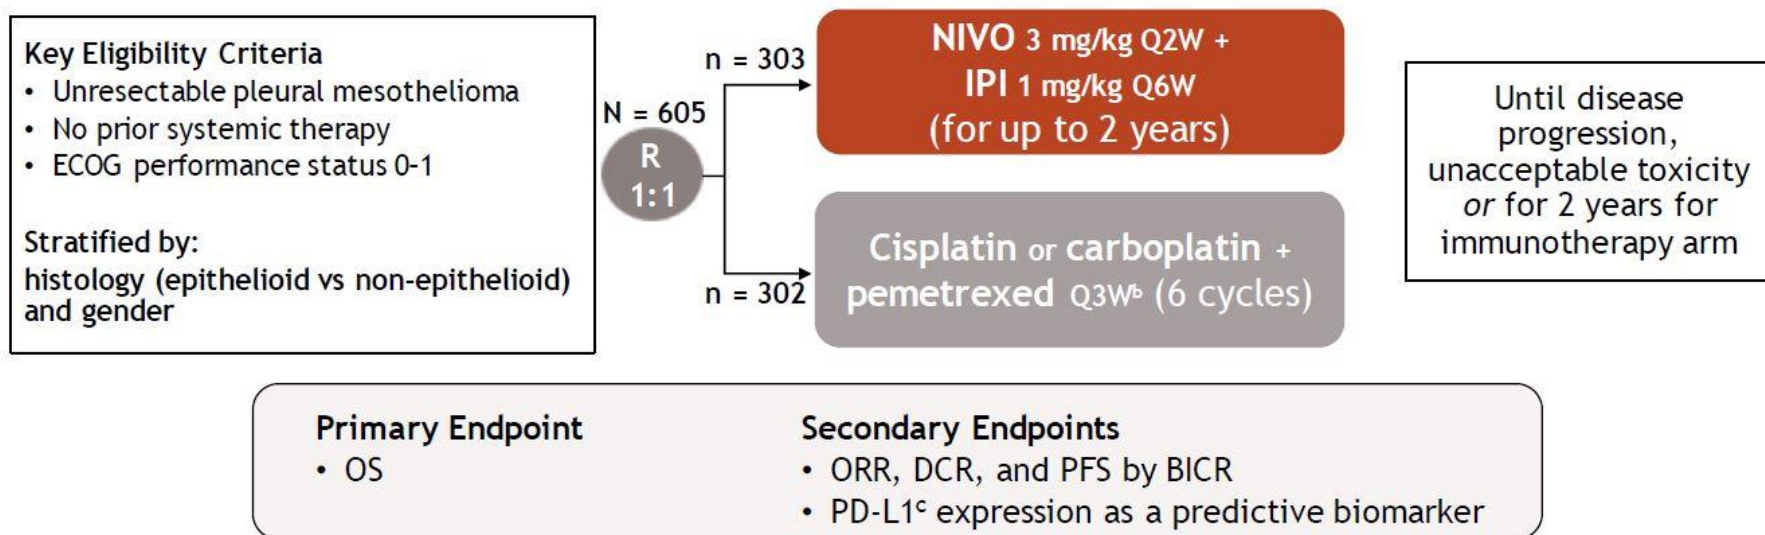 Key Eligibility Criteria
• Unresectable pleural mesothelioma
• No prior systemic therapy
• ECOG performance status 0-1
Stratified by:
histology (epithelioid vs non-epithelioid)
and gender
N = 605
R
1:1
n = 303
NIVO 3 mg/kg Q2W +
IPI 1 mg/kg Q6W
(for up to 2 years)
n = 302
Cisplatin or carboplatin +
pemetrexed Q3Wᵇ (6 cycles)
Until disease
progression,
unacceptable toxicity
or for 2 years for
immunotherapy arm
Primary Endpoint
• OS
Secondary Endpoints
• ORR, DCR, and PFS by BICR
• PD-L1ᶜ expression as a predictive biomarker